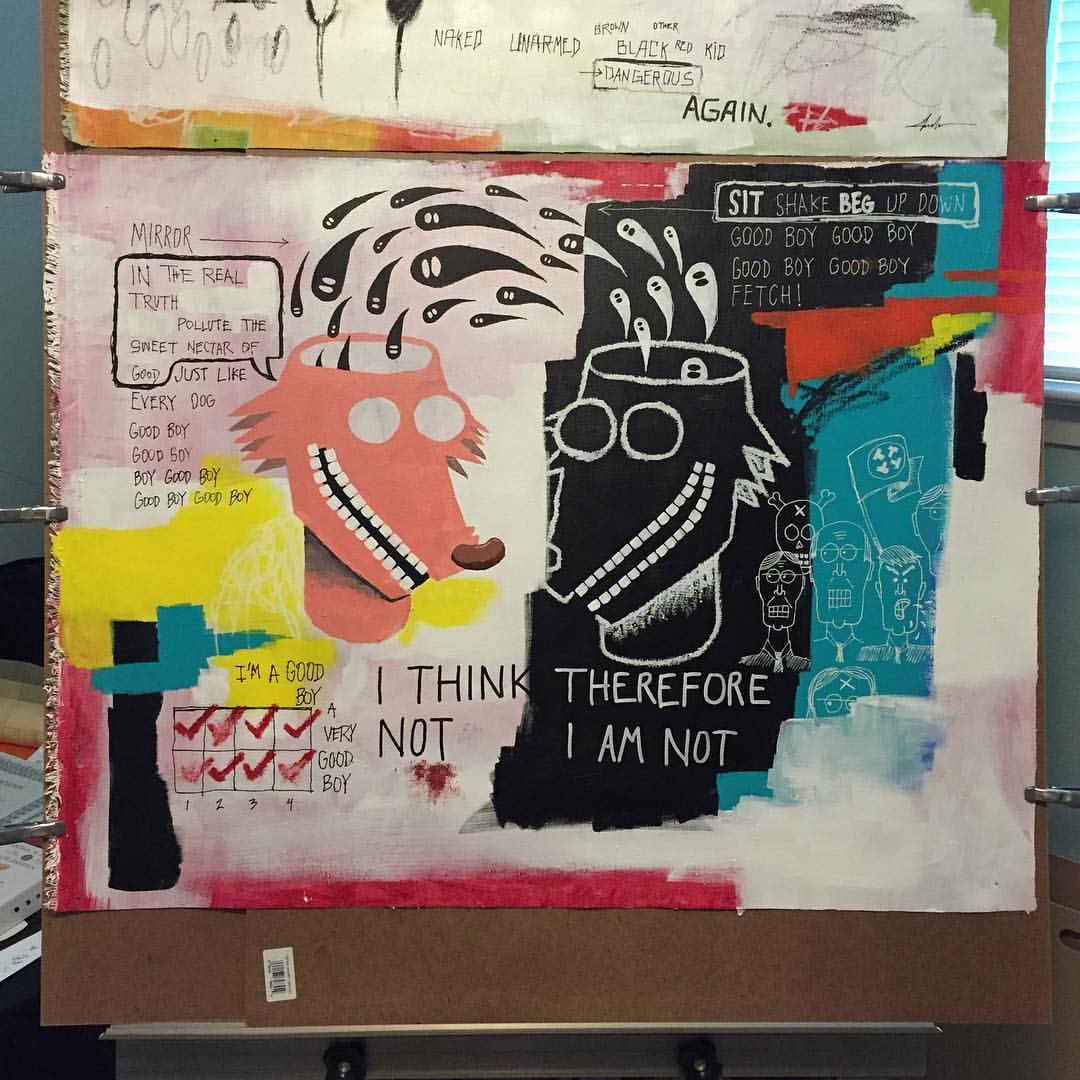 NAKED UNARMED BROWN OTHER BLACK RED KID
DANGEROUS
AGAIN.
MIRROR
IN THE REAL
TRUTH
POLLUTE THE
SWEET NECTAR OF
GOOD JUST LIKE
EVERY DOG
GOOD BOY
GOOD BOY
BOY GOOD BOY
GOOD BOY GOOD BOY
SIT SHAKE BEG UP DOWN
GOOD BOY GOOD BOY
GOOD BOY GOOD BOY
FETCH!
I'M A GOOD
BOY
A
VERY
GOOD
BOY
1 2 3 4
I THINK THEREFORE
NOT I AM NOT